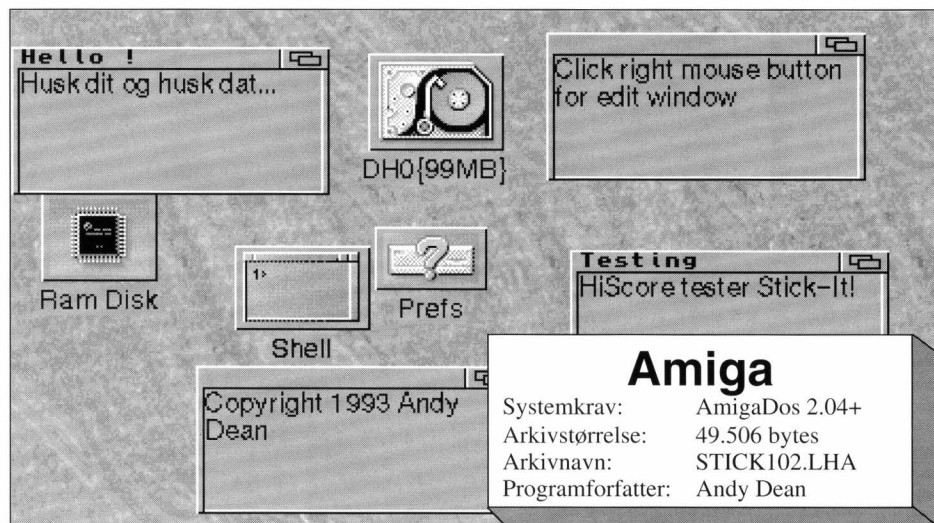 Hello !
Husk dit og husk dat...
DH0{99MB}
Click right mouse button
for edit window
Ram Disk
1>
Shell
Prefs
Testing
HiScore tester Stick-It!
Copyright 1993 Andy
Dean
Amiga
Systemkrav: AmigaDos 2.04+
Arkivstørrelse: 49.506 bytes
Arkivnavn: STICK102.LHA
Programforfatter: Andy Dean